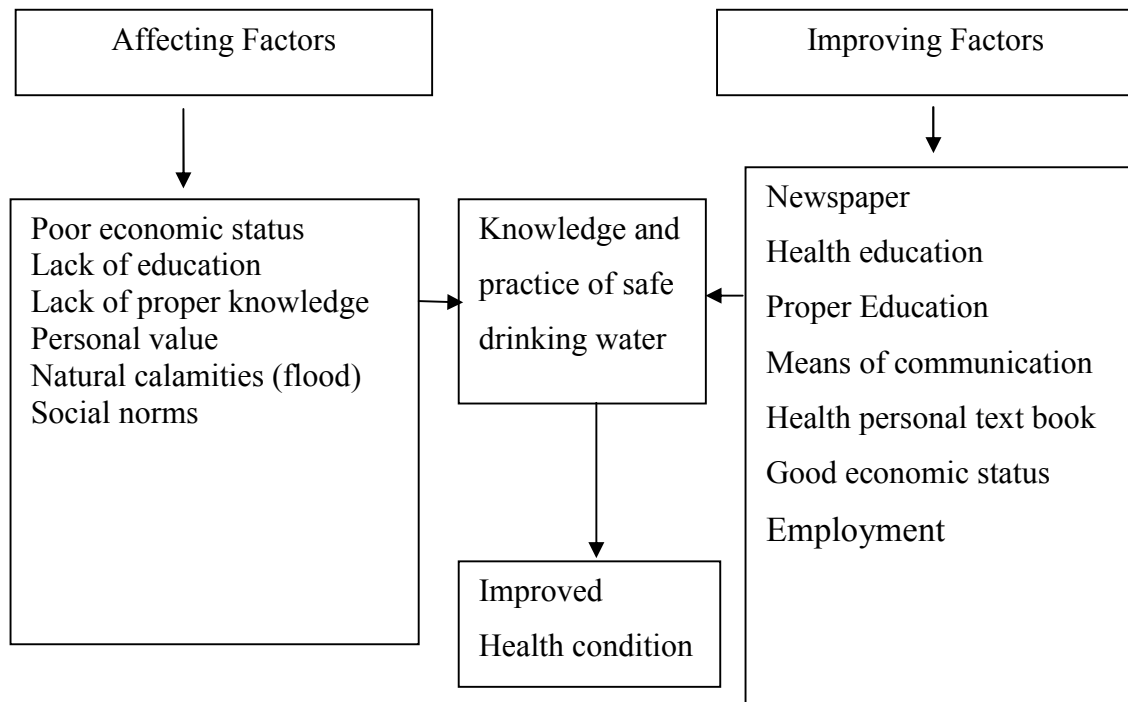 Affecting Factors
Improving Factors
Poor economic status
Lack of education
Lack of proper knowledge
Personal value
Natural calamities (flood)
Social norms
Knowledge and
practice of safe
drinking water
Newspaper
Health education
Proper Education
Means of communication
Health personal text book
Good economic status
Employment
Improved
Health condition